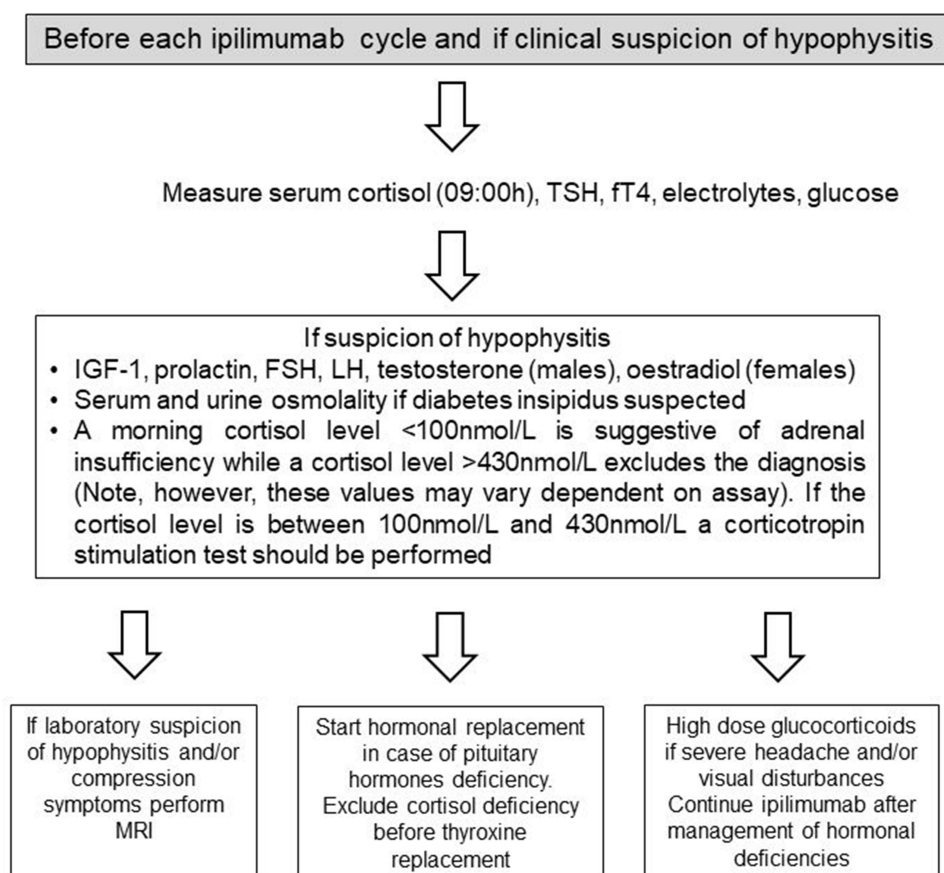 Before each ipilimumab cycle and if clinical suspicion of hypophysitis
Measure serum cortisol (09:00h), TSH, fT4, electrolytes, glucose
If suspicion of hypophysitis
• IGF-1, prolactin, FSH, LH, testosterone (males), oestradiol (females)
• Serum and urine osmolality if diabetes insipidus suspected
• A morning cortisol level <100nmol/L is suggestive of adrenal
insufficiency while a cortisol level >430nmol/L excludes the diagnosis
(Note, however, these values may vary dependent on assay). If the
cortisol level is between 100nmol/L and 430nmol/L a corticotropin
stimulation test should be performed
If laboratory suspicion
of hypophysitis and/or
compression
symptoms perform
MRI
Start hormonal replacement
in case of pituitary
hormones deficiency.
Exclude cortisol deficiency
before thyroxine
replacement
High dose glucocorticoids
if severe headache and/or
visual disturbances
Continue ipilimumab after
management of hormonal
deficiencies